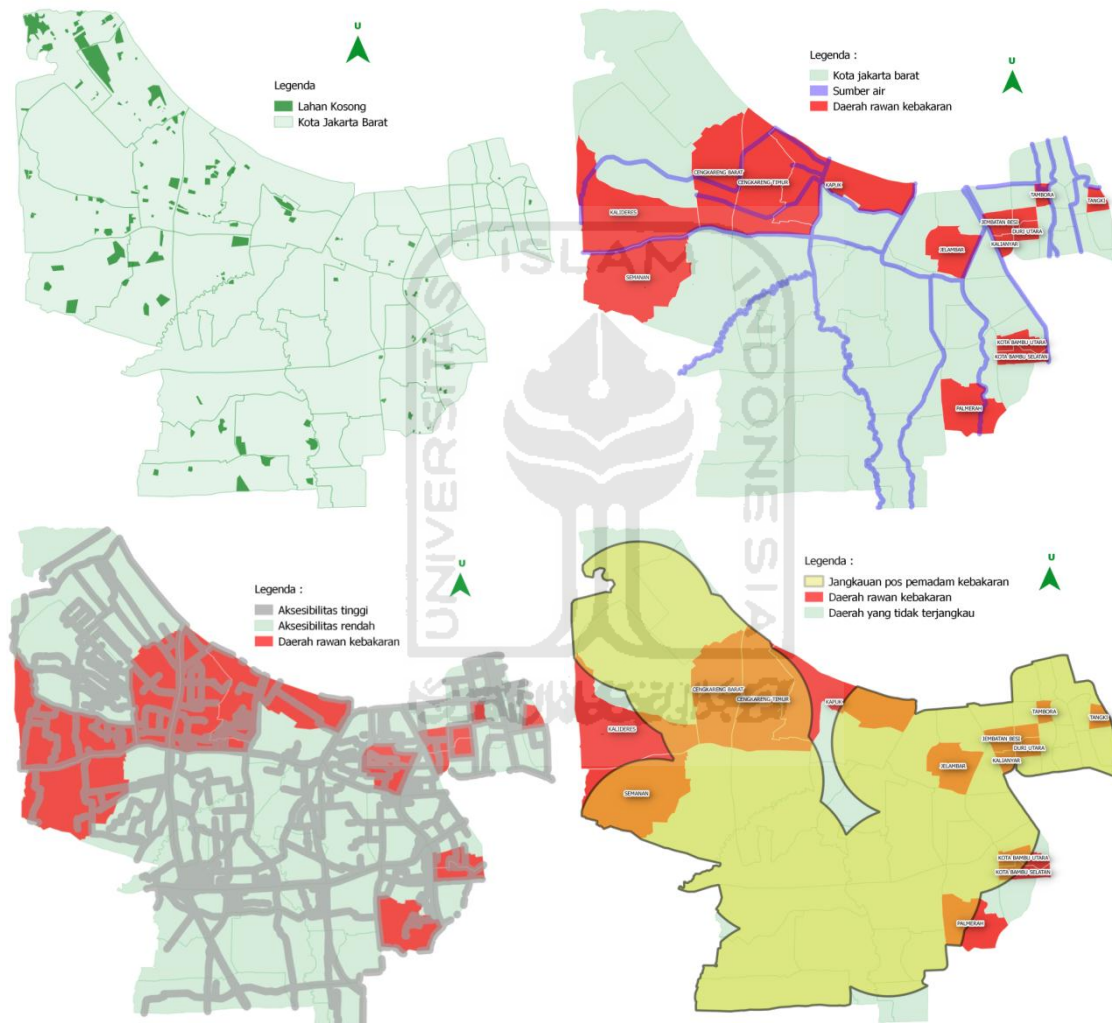 U
Legenda
Lahan Kosong
Kota Jakarta Barat
U
Legenda :
Kota jakarta barat
Sumber air
Daerah rawan kebakaran
CENGKARENG BARAT
CENGKARENG TIMUR
KAPUK
KALIDERES
SEMANAN
TAMBORA
TANGKI
JEMBATAN BESI
DURI UTARA
KALIANYAR
JELAMBAR
KOTA BAMBU UTARA
KOTA BAMBU SELATAN
PALMERAH
U
Legenda :
Aksesibilitas tinggi
Aksesibilitas rendah
Daerah rawan kebakaran
U
Legenda :
Jangkauan pos pemadam kebakaran
Daerah rawan kebakaran
Daerah yang tidak terjangkau
CENGKARENG BARAT
CENGKARENG TIMUR
KAPUK
KALIDERES
SEMANAN
TAMBORA
TANGKI
JEMBATAN BESI
DURI UTARA
KALIANYAR
JELAMBAR
KOTA BAMBU UTARA
KOTA BAMBU SELATAN
PALMERAH
UNIVERSITAS
ISLAM
INDONESIA